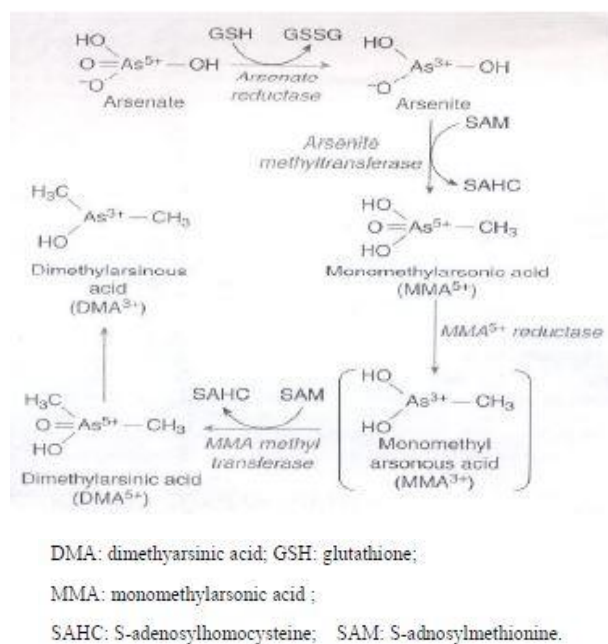 HO
O=As5+—OH
-O
Arsenate
GSH GSSG
Arsenate
reductase
HO
As3+—OH
-O
Arsenite
SAM
Arsenite
methyltransferase
SAHC
HO
O=As5+—CH3
HO
Monomethylarsonic acid
(MMA5+)
MMA5+ reductase
HO
As3+—CH3
HO
Monomethyl
arsonous acid
(MMA3+)
SAHC SAM
MMA methyl
transferase
H3C
O=As5+—CH3
HO
Dimethylarsinic acid
(DMA5+)
H3C
As3+—CH3
HO
Dimethylarsinous
acid
(DMA3+)
DMA: dimethyarsinic acid; GSH: glutathione;
MMA: monomethylarsonic acid ;
SAHC: S-adenosylhomocysteine; SAM: S-adnosylmethionine.